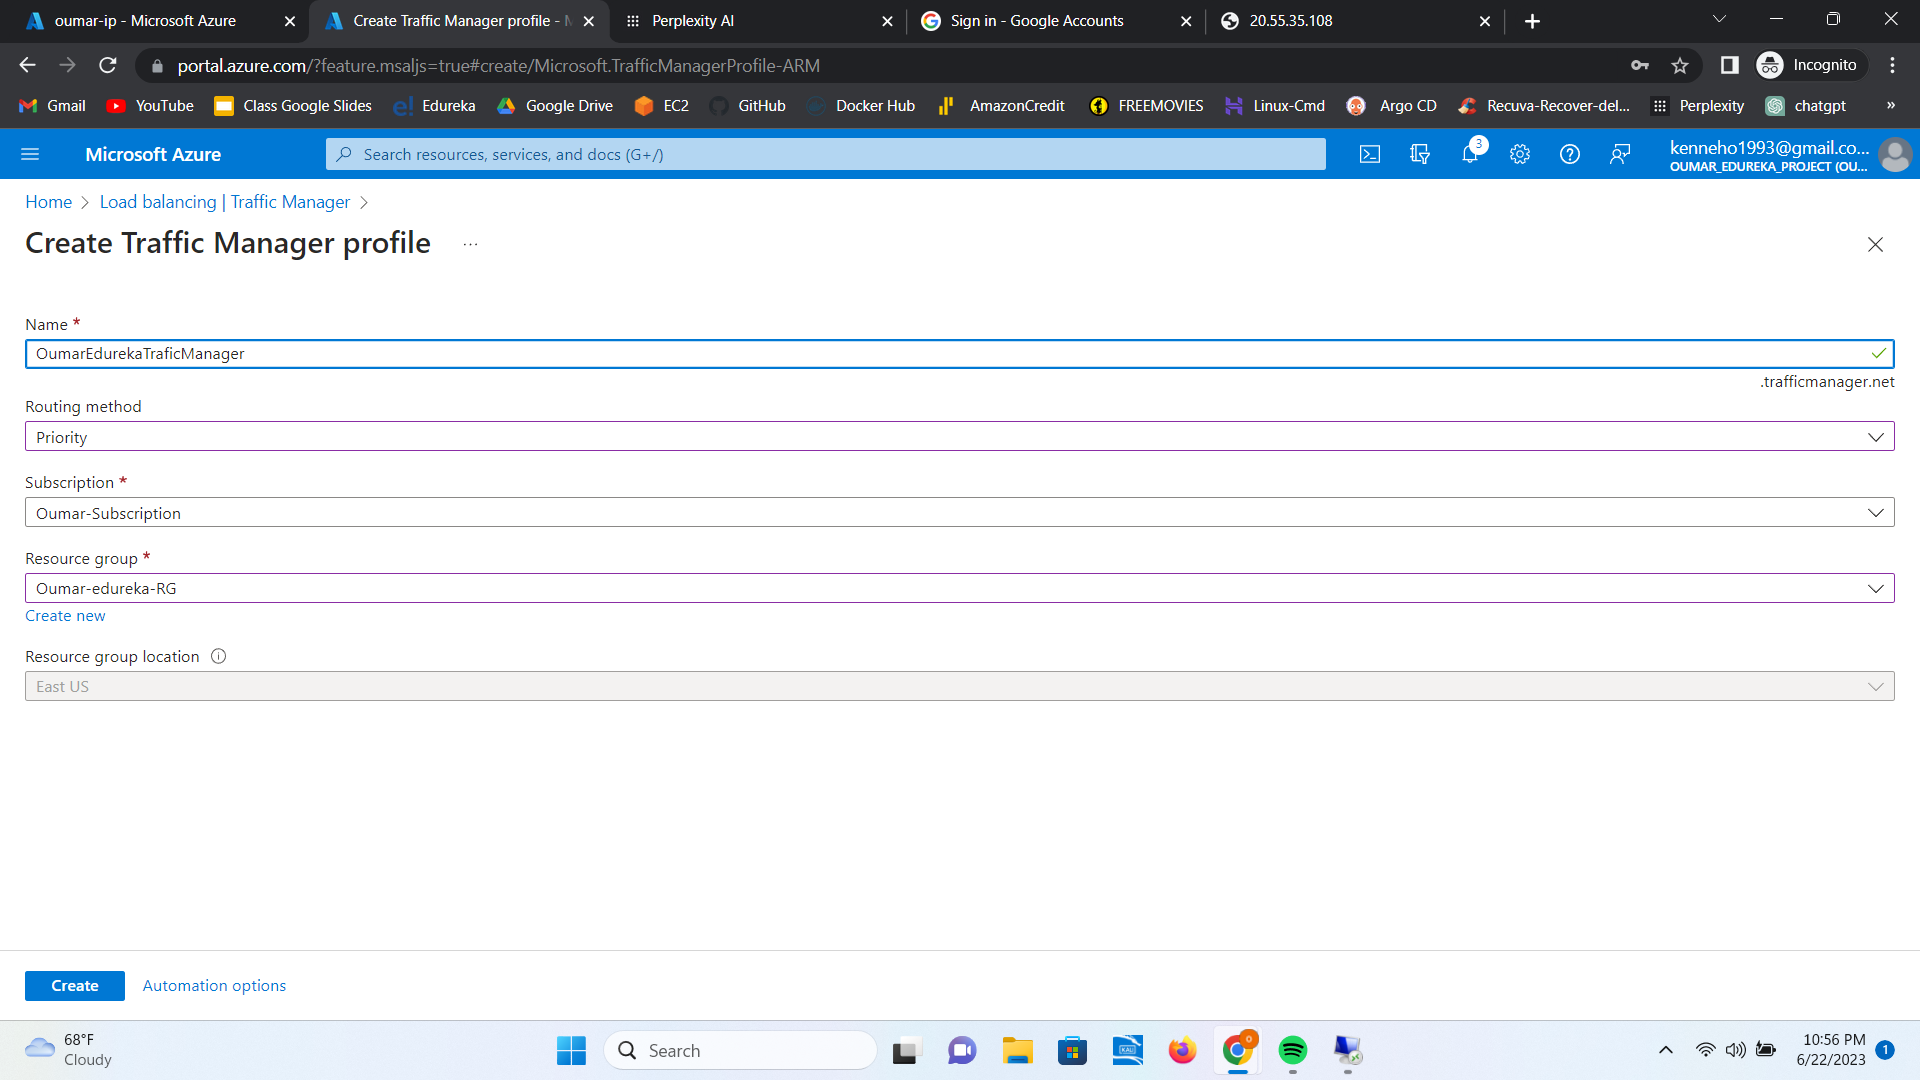 oumar-ip - Microsoft Azure
Create Traffic Manager profile - M
Perplexity AI
Sign in - Google Accounts
20.55.35.108
portal.azure.com/?feature.msaljs=true#create/Microsoft.TrafficManagerProfile-ARM
Incognito
Gmail
YouTube
Class Google Slides
Edureka
Google Drive
EC2
GitHub
Docker Hub
AmazonCredit
FREEMOVIES
Linux-Cmd
Argo CD
Recuva-Recover-del...
Perplexity
chatgpt
»
Microsoft Azure
Search resources, services, and docs (G+/)
3
kenneho1993@gmail.co...
OUMAR_EDUREKA_PROJECT (OU...
Home > Load balancing | Traffic Manager >
Create Traffic Manager profile ...
Name *
OumarEdurekaTraficManager
.trafficmanager.net
Routing method
Priority
Subscription *
Oumar-Subscription
Resource group *
Oumar-edureka-RG
Create new
Resource group location
East US
Create
Automation options
68°F
Cloudy
Search
10:56 PM
6/22/2023
1